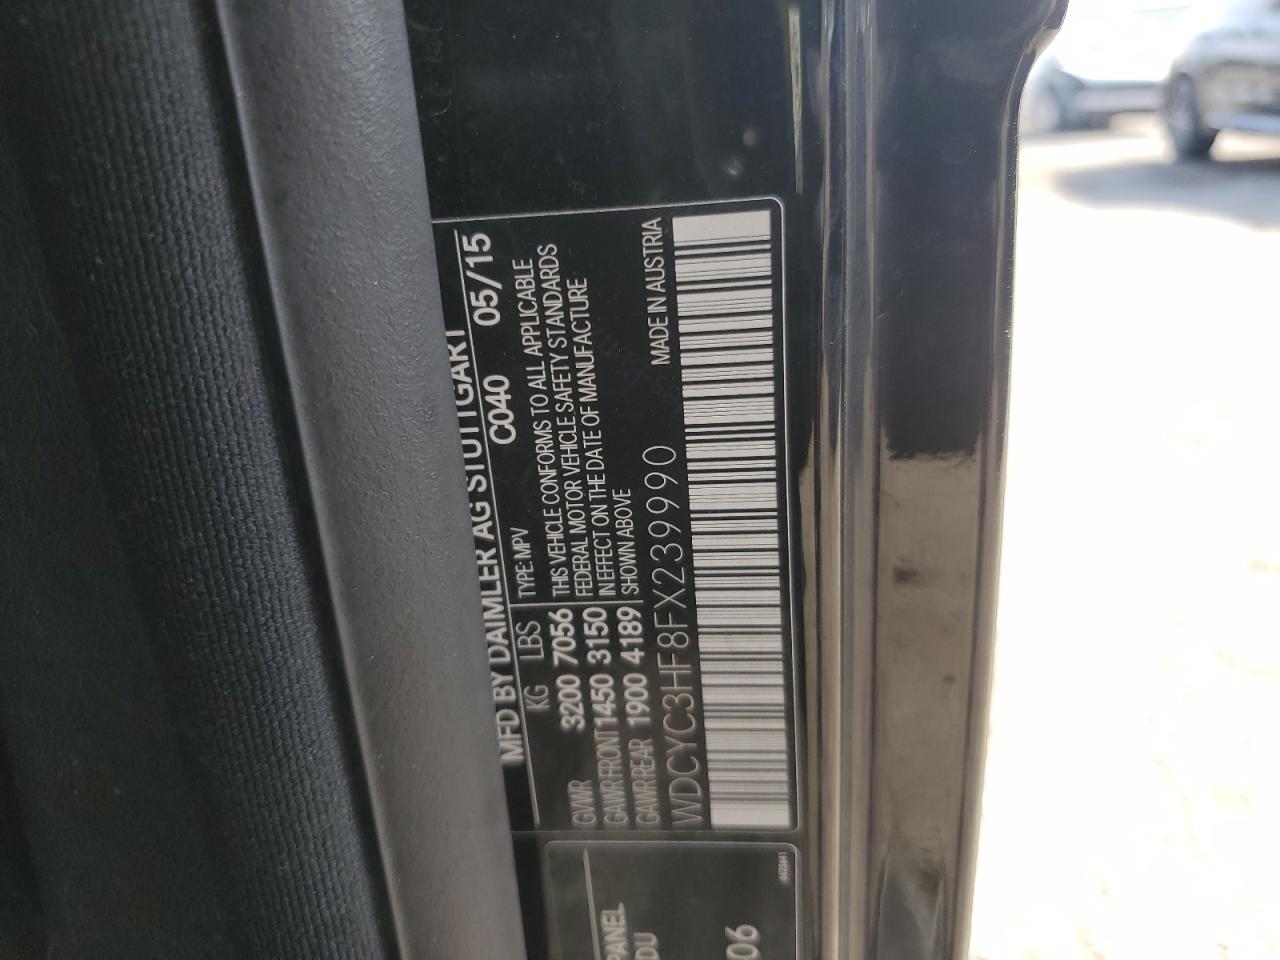 MFD BY DAIMLER AG STUTTGART
C040 05/15
KG LBS
TYPE: MPV
GVWR 3200 7056
GAWR FRONT 1450 3150
GAWR REAR 1900 4189
THIS VEHICLE CONFORMS TO ALL APPLICABLE
FEDERAL MOTOR VEHICLE SAFETY STANDARDS
IN EFFECT ON THE DATE OF MANUFACTURE
SHOWN ABOVE
MADE IN AUSTRIA
WDCYC3HF8FX239990
PANEL
DU
06